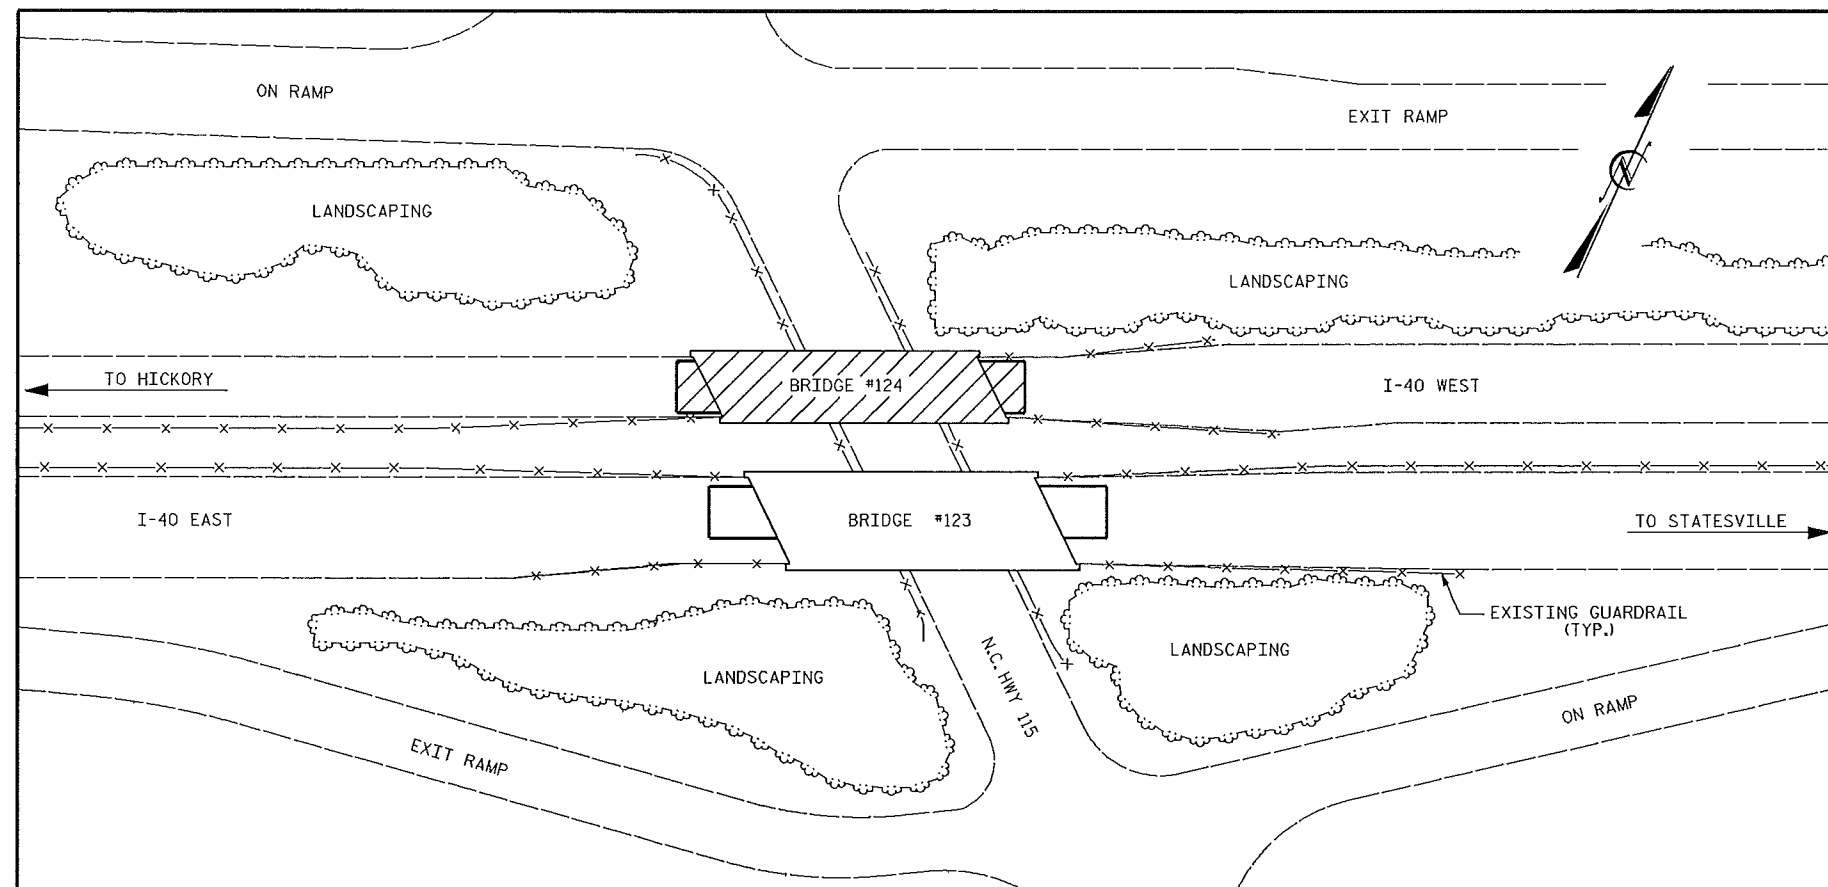 ON RAMP
EXIT RAMP
N
LANDSCAPING
LANDSCAPING
TO HICKORY
BRIDGE #124
I-40 WEST
I-40 EAST
BRIDGE #123
TO STATESVILLE
EXISTING GUARDRAIL
(TYP.)
LANDSCAPING
LANDSCAPING
N.C. HWY 115
ON RAMP
EXIT RAMP